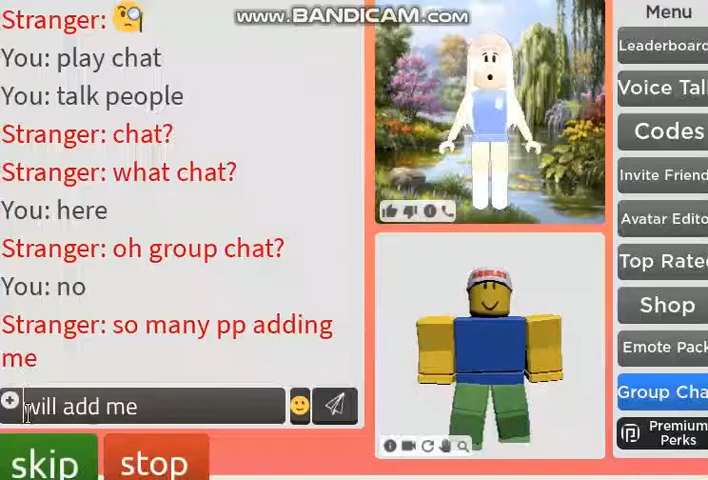 www.BANDICAM.com
Stranger: 🧐
You: play chat
You: talk people
Stranger: chat?
Stranger: what chat?
You: here
Stranger: oh group chat?
You: no
Stranger: so many pp adding
me
will add me
skip
stop
Menu
Leaderboard
Voice Tal
Codes
Invite Friend
Avatar Edito
Top Rate
Shop
Emote Pack
Group Cha
Premium
Perks